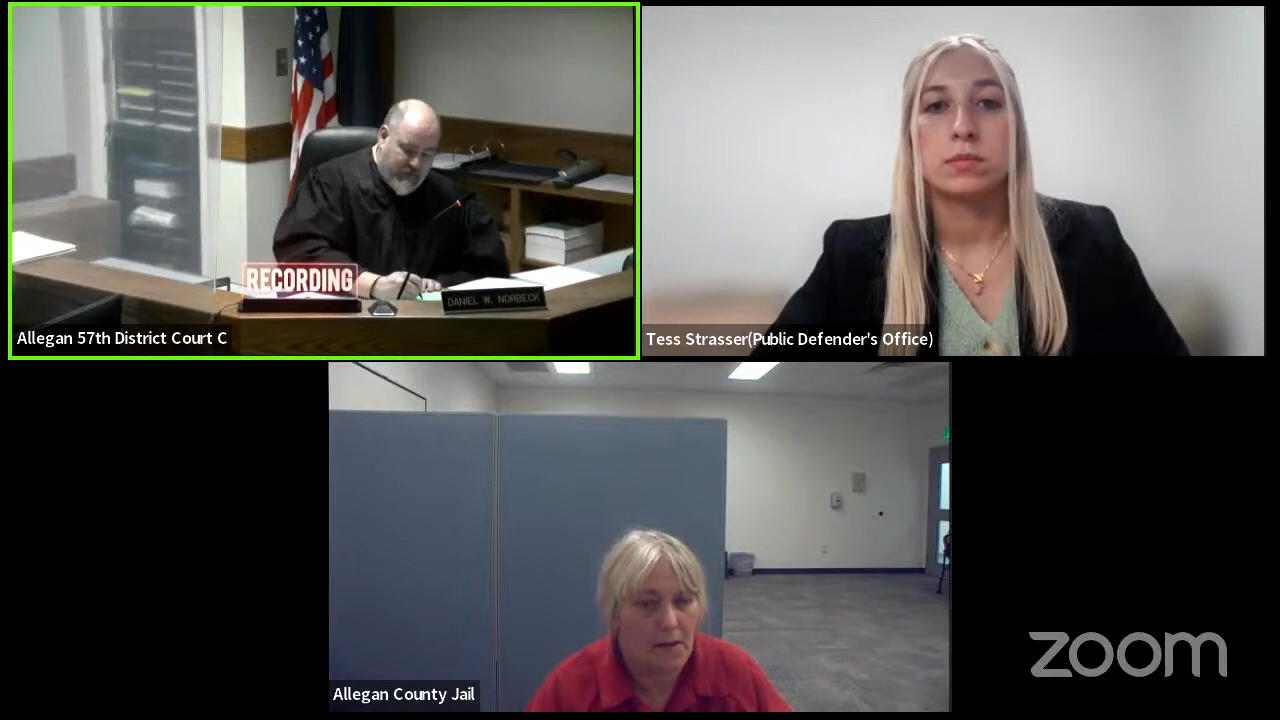 RECORDING
DANIEL W. NORBECK
Allegan 57th District Court C
Tess Strasser(Public Defender's Office)
Allegan County Jail
zoom